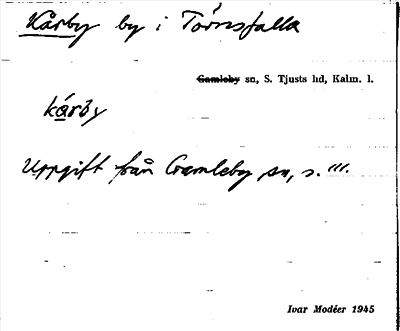 Kårby by i Törnsfalla
Gamleby sn, S. Tjusts hd, Kalm. l.
kårby
Uppgift från Gamleby sn, s. 111.
Ivar Modéer 1945